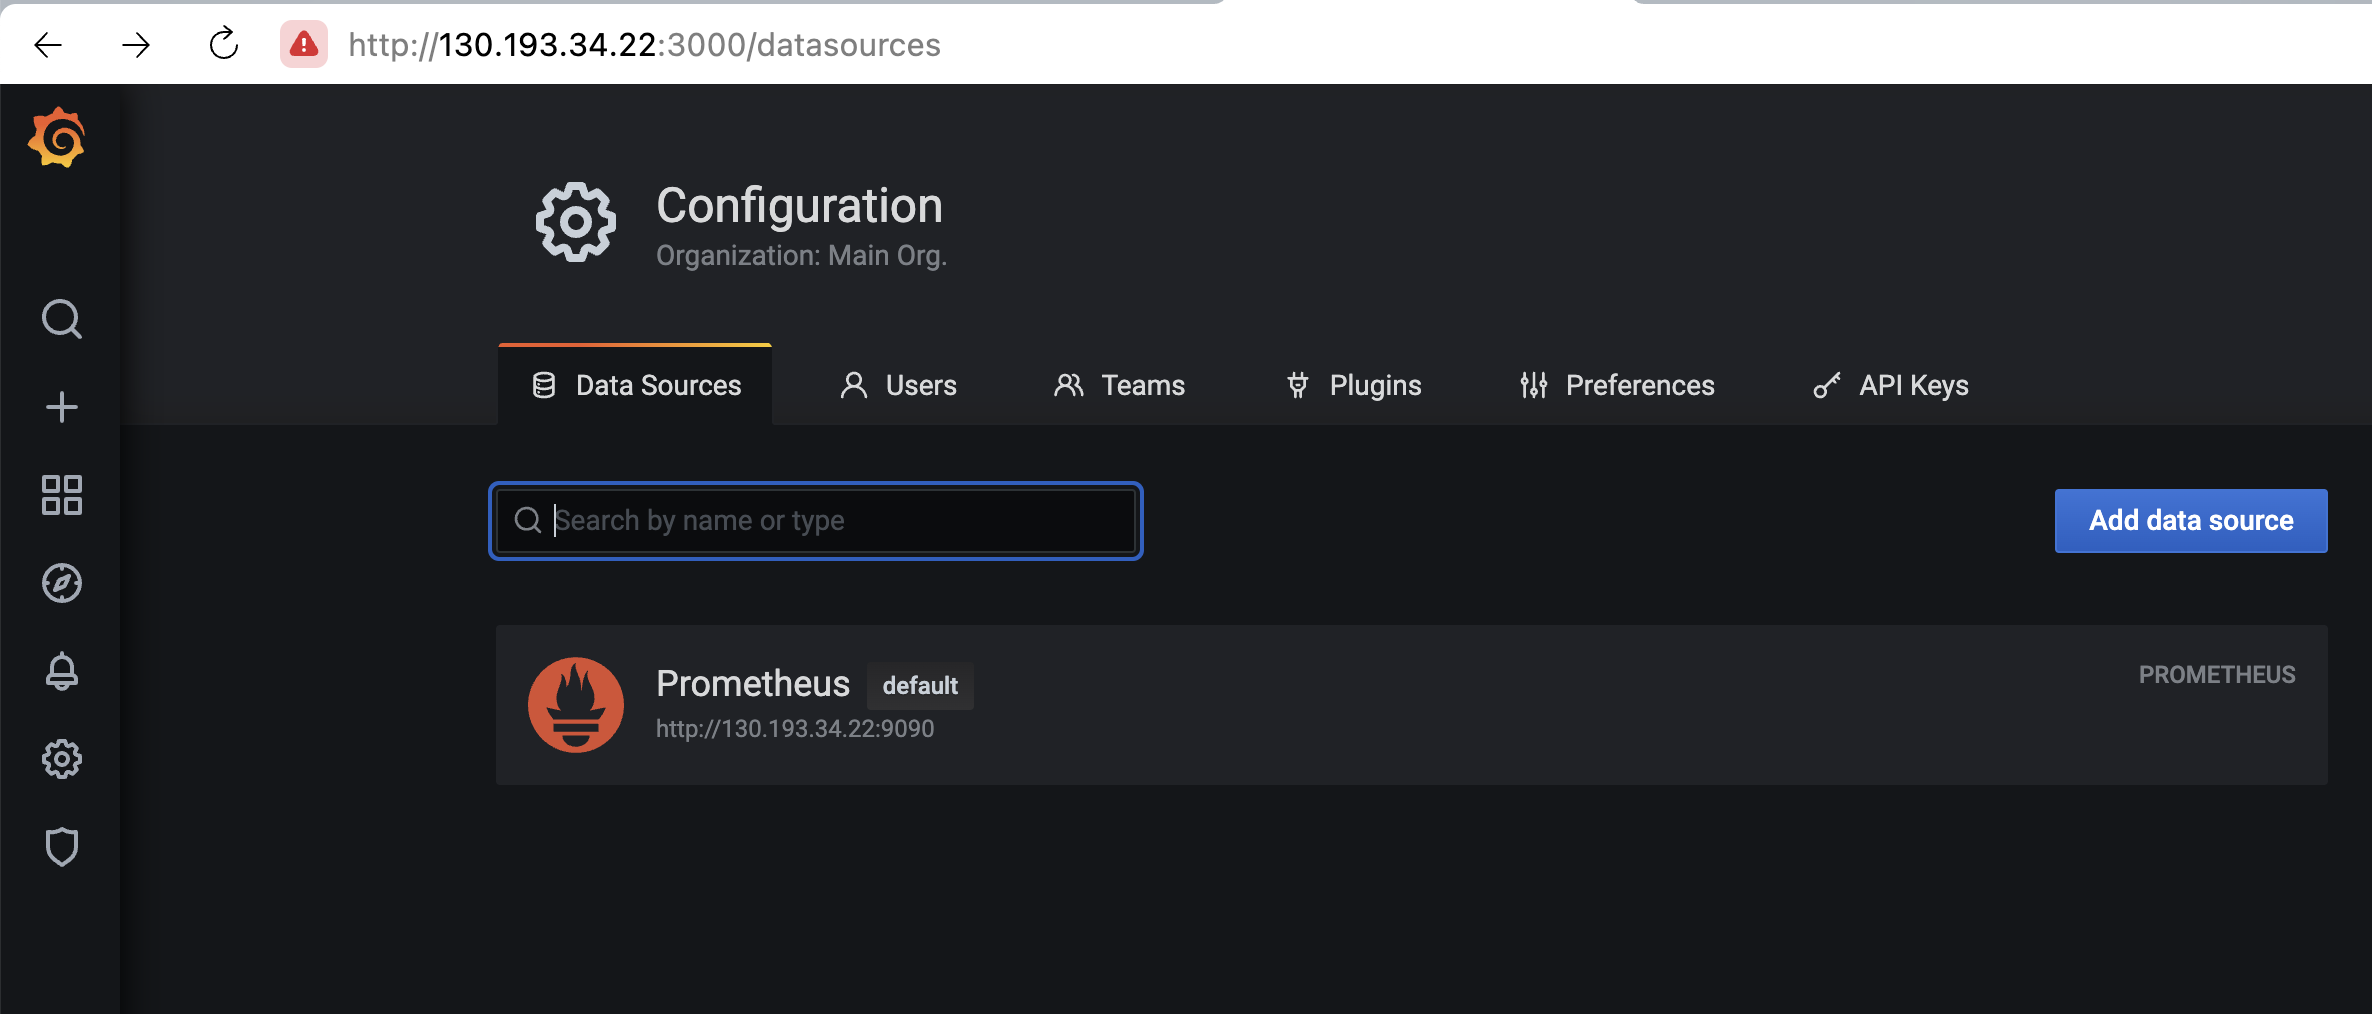 http://130.193.34.22:3000/datasources
Configuration
Organization: Main Org.
Data Sources Users Teams Plugins Preferences API Keys
Search by name or type
Add data source
Prometheus default
PROMETHEUS
http://130.193.34.22:9090